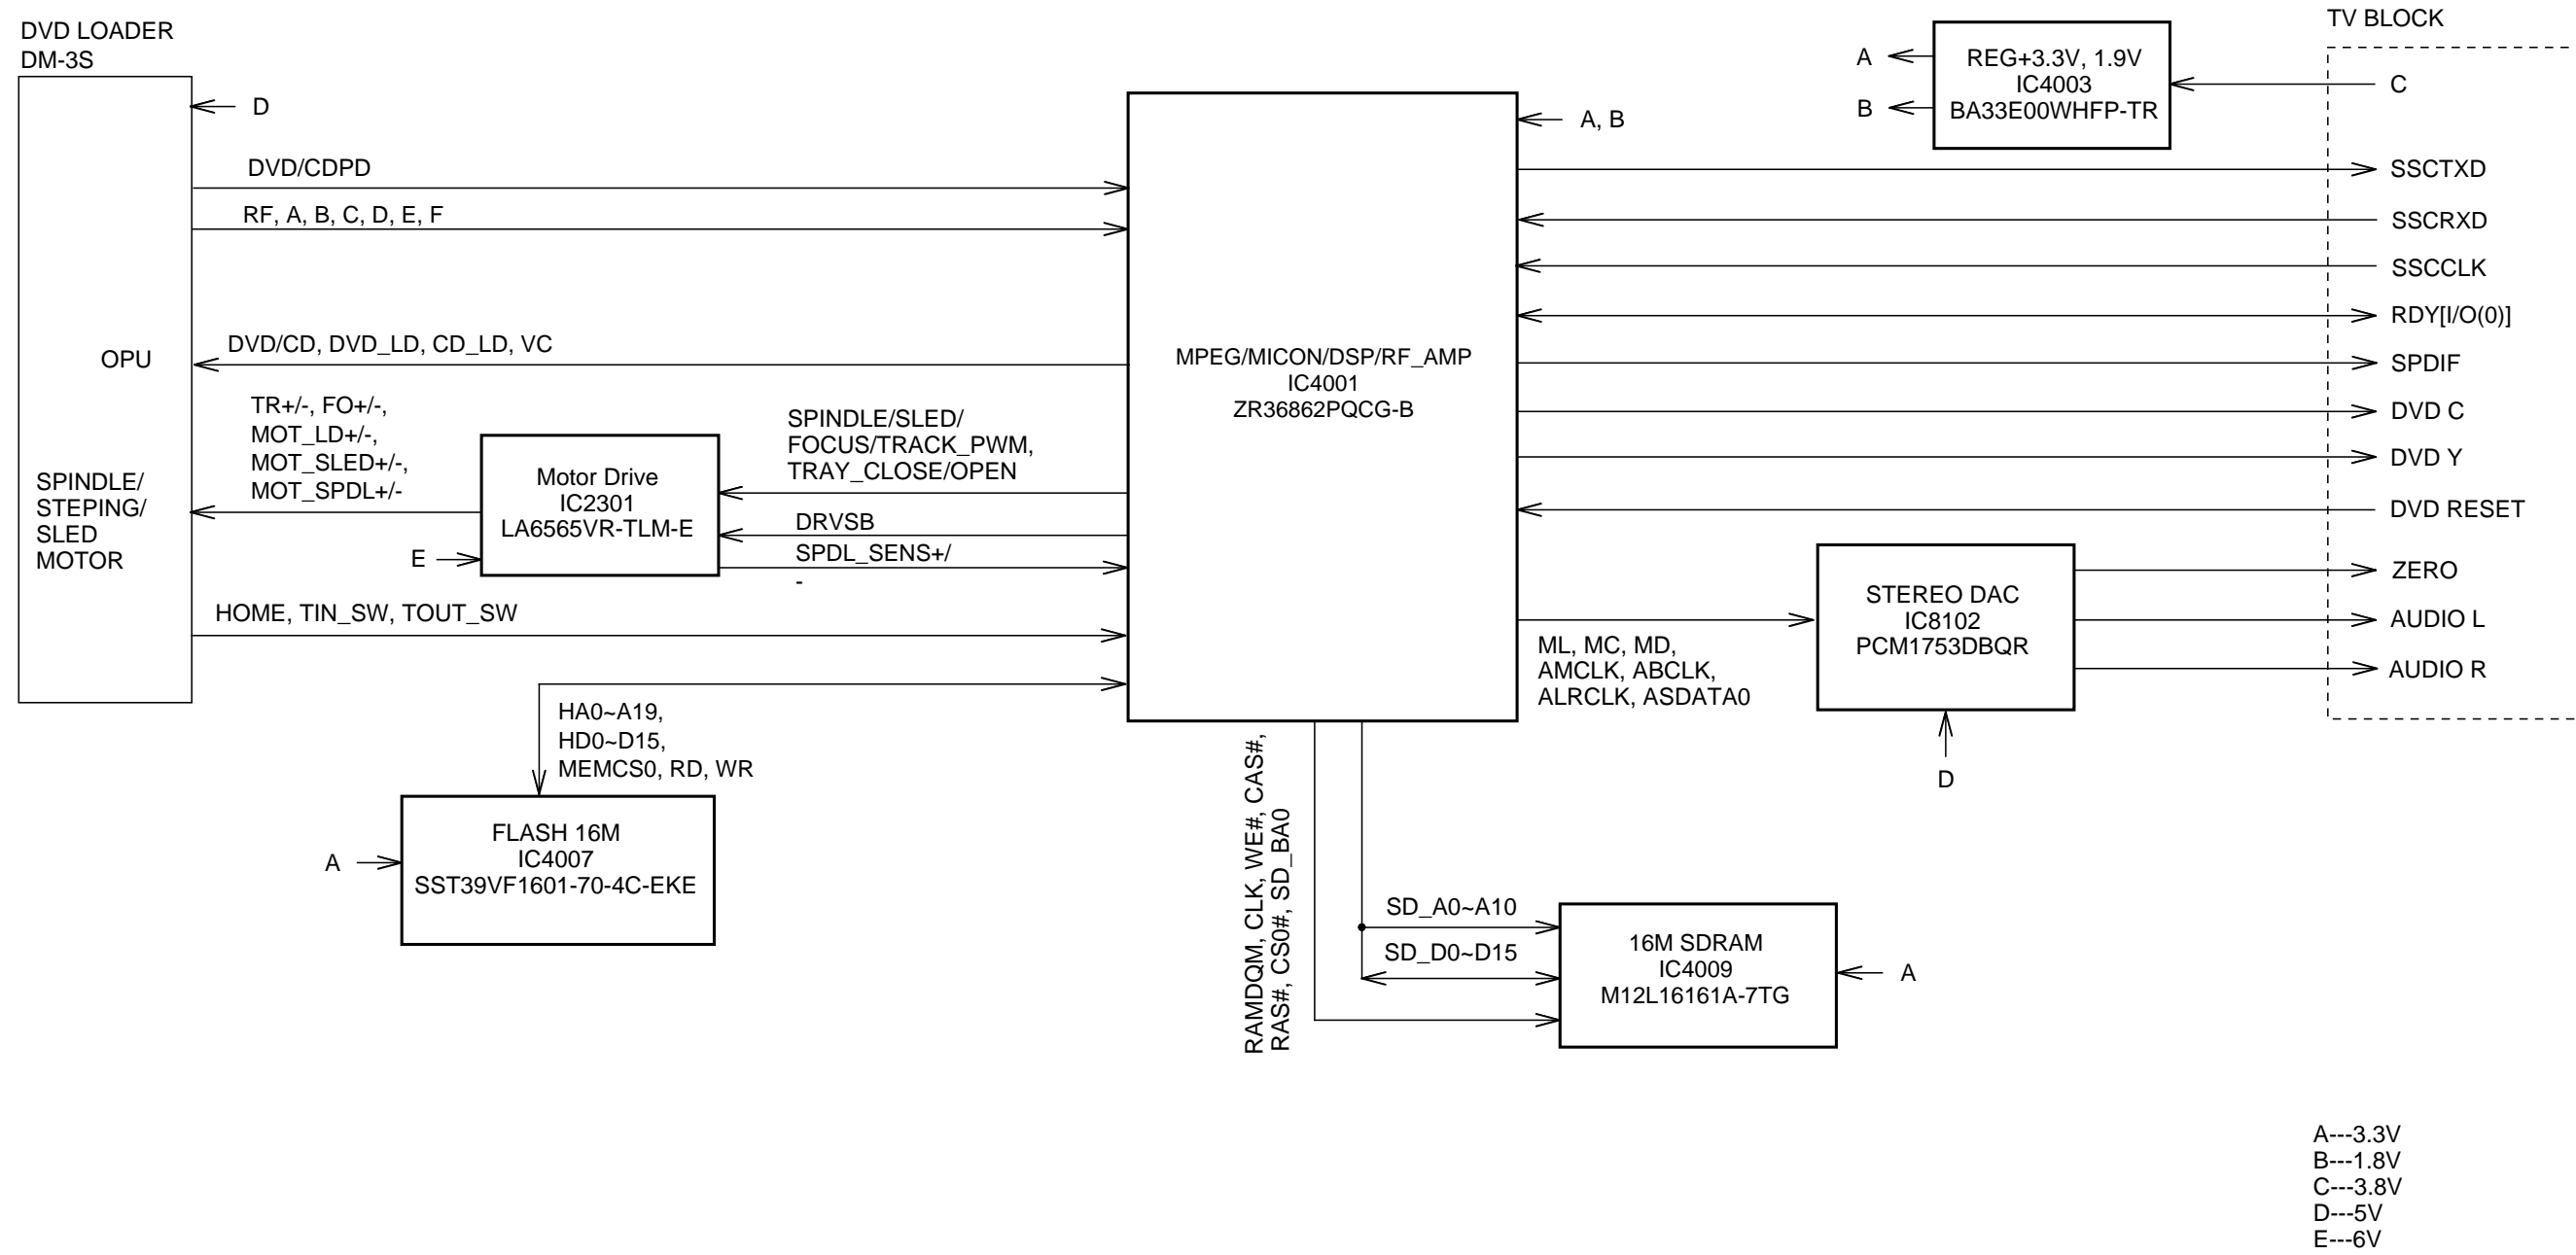 DVD LOADER
DM-3S
D
DVD/CDPD
RF, A, B, C, D, E, F
OPU
DVD/CD, DVD_LD, CD_LD, VC
TR+/-, FO+/-,
MOT_LD+/-,
MOT_SLED+/-,
MOT_SPDL+/-
SPINDLE/
STEPING/
SLED
MOTOR
Motor Drive
IC2301
LA6565VR-TLM-E
E
SPINDLE/SLED/
FOCUS/TRACK_PWM,
TRAY_CLOSE/OPEN
DRVSB
SPDL_SENS+/
-
HOME, TIN_SW, TOUT_SW
HA0~A19,
HD0~D15,
MEMCS0, RD, WR
A
FLASH 16M
IC4007
SST39VF1601-70-4C-EKE
MPEG/MICON/DSP/RF_AMP
IC4001
ZR36862PQCG-B
A, B
A
B
REG+3.3V, 1.9V
IC4003
BA33E00WHFP-TR
TV BLOCK
C
SSCTXD
SSCRXD
SSCCLK
RDY[I/O(0)]
SPDIF
DVD C
DVD Y
DVD RESET
ZERO
AUDIO L
AUDIO R
STEREO DAC
IC8102
PCM1753DBQR
D
ML, MC, MD,
AMCLK, ABCLK,
ALRCLK, ASDATA0
RAMDQM, CLK, WE#, CAS#,
RAS#, CS0#, SD_BA0
SD_A0~A10
SD_D0~D15
16M SDRAM
IC4009
M12L16161A-7TG
A
A---3.3V
B---1.8V
C---3.8V
D---5V
E---6V